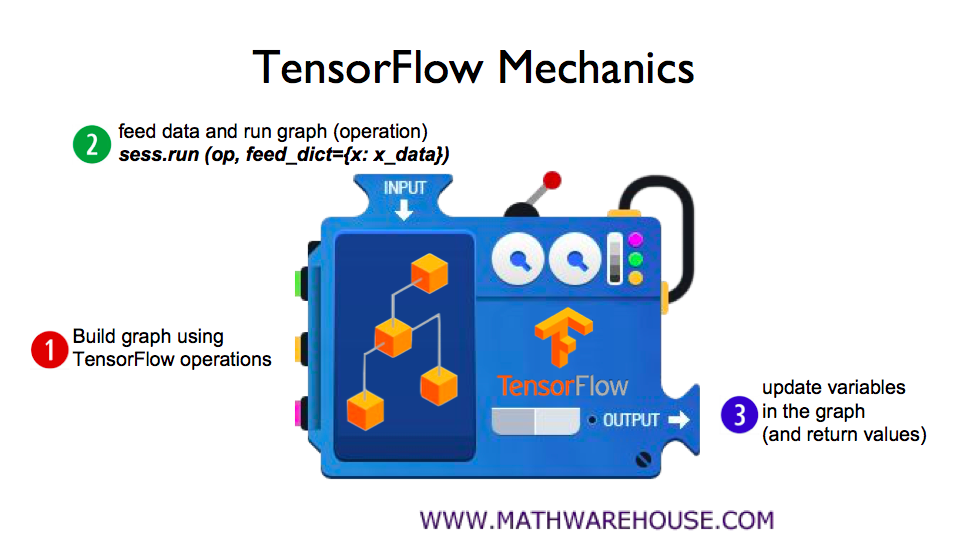 TensorFlow Mechanics
2
feed data and run graph (operation)
sess.run (op, feed_dict={x: x_data})
INPUT
1
Build graph using
TensorFlow operations
TensorFlow
OUTPUT
3
update variables
in the graph
(and return values)
WWW.MATHWAREHOUSE.COM